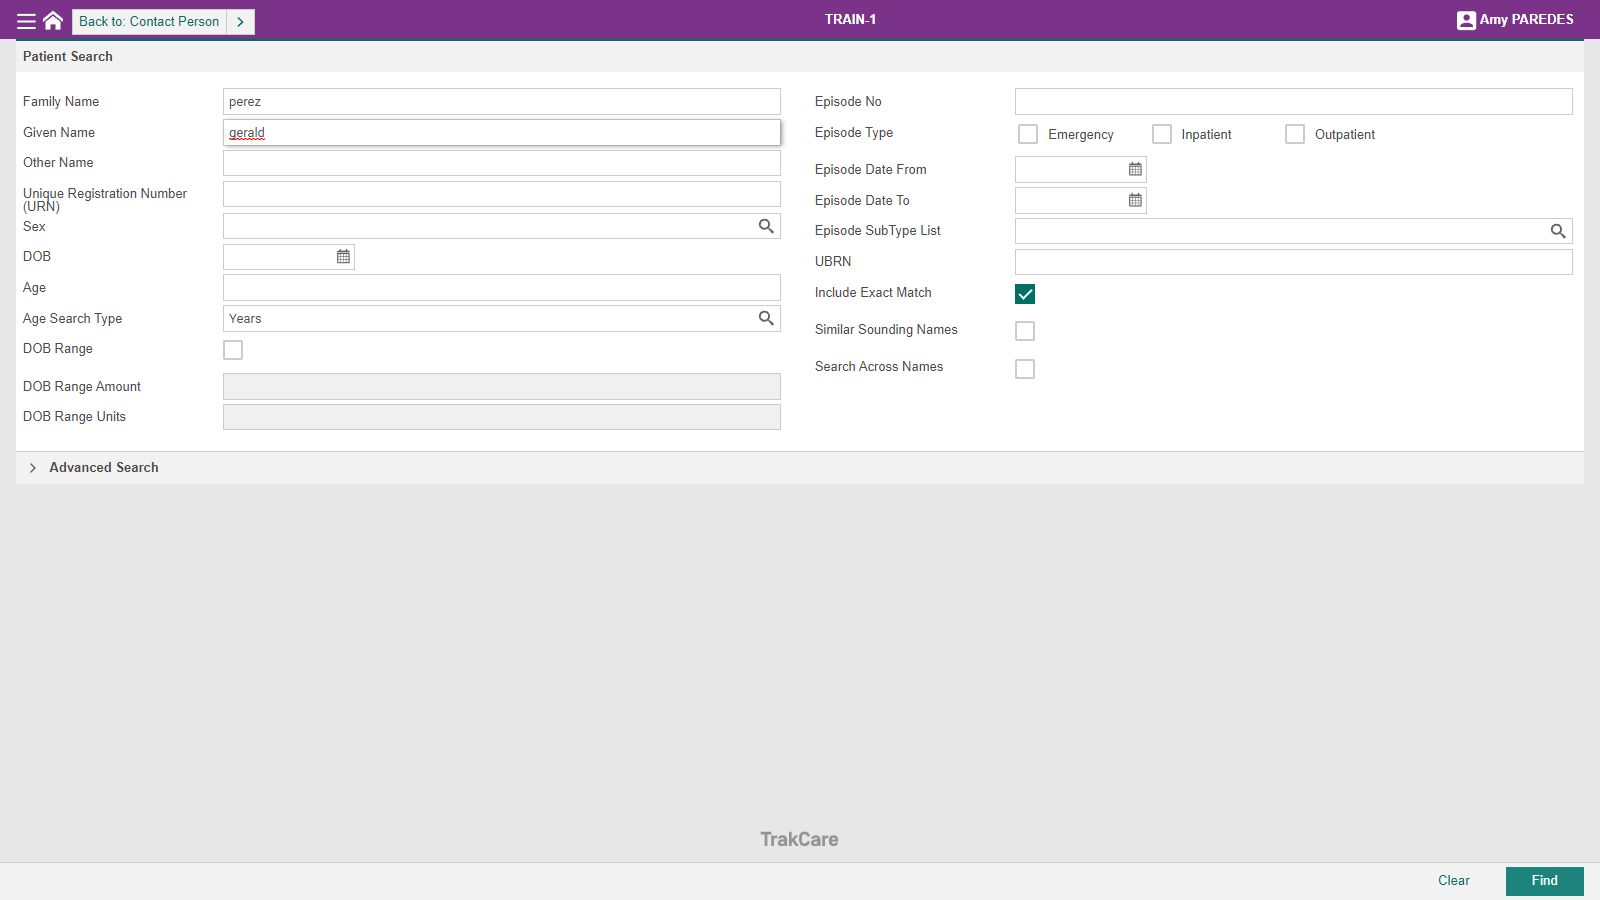 Back to: Contact Person
TRAIN-1
Amy PAREDES
Patient Search
Family Name
perez
Given Name
gerald
Other Name
Unique Registration Number
(URN)
Sex
DOB
Age
Age Search Type
Years
DOB Range
DOB Range Amount
DOB Range Units
Episode No
Episode Type
Emergency
Inpatient
Outpatient
Episode Date From
Episode Date To
Episode SubType List
UBRN
Include Exact Match
Similar Sounding Names
Search Across Names
Advanced Search
TrakCare
Clear
Find